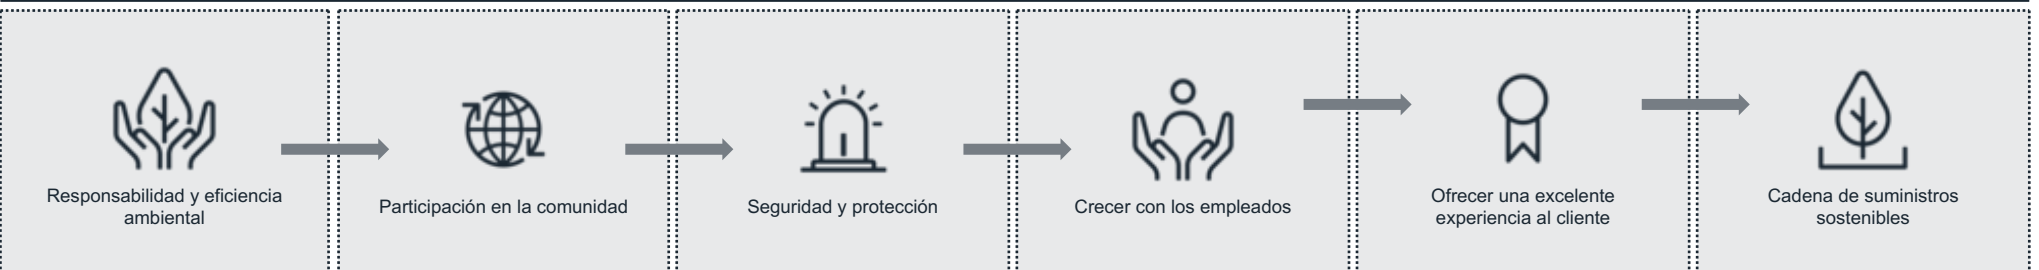 Responsabilidad y eficiencia
ambiental
Participación en la comunidad
Seguridad y protección
Crecer con los empleados
Ofrecer una excelente
experiencia al cliente
Cadena de suministros
sostenibles